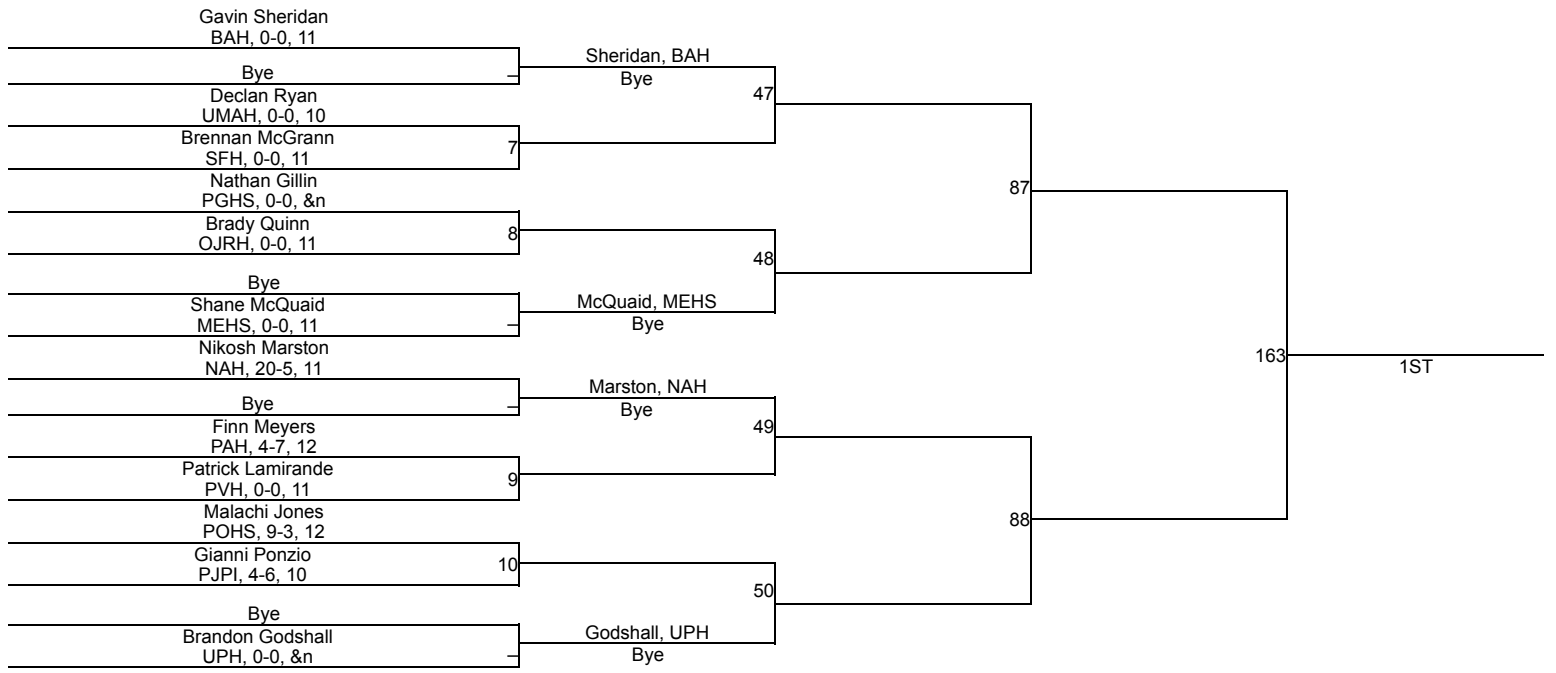 Gavin Sheridan
BAH, 0-0, 11
Bye
–
Declan Ryan
UMAH, 0-0, 10
Brennan McGrann
SFH, 0-0, 11
7
Nathan Gillin
PGHS, 0-0, &n
Brady Quinn
OJRH, 0-0, 11
8
Bye
Shane McQuaid
MEHS, 0-0, 11
–
Nikosh Marston
NAH, 20-5, 11
Bye
–
Finn Meyers
PAH, 4-7, 12
Patrick Lamirande
PVH, 0-0, 11
9
Malachi Jones
POHS, 9-3, 12
Gianni Ponzio
PJPI, 4-6, 10
10
Bye
Brandon Godshall
UPH, 0-0, &n
–
Sheridan, BAH
Bye
47
48
McQuaid, MEHS
Bye
Marston, NAH
Bye
49
50
Godshall, UPH
Bye
87
88
163
1ST